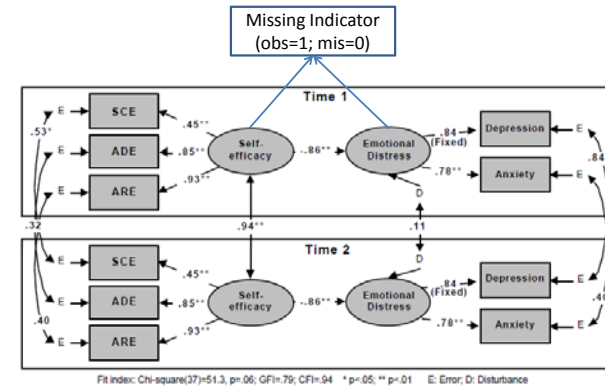 Missing Indicator
(obs=1; mis=0)
Time 1
E
SCE
.53*
E
ADE
E
ARE
.45**
.85**
.93**
Self-
efficacy
-.86**
Emotional
Distress
.84
(Fixed)
.78**
Depression
Anxiety
E
E
.84
D
.32
.94**
.11
Time 2
D
E
SCE
E
ADE
.40
E
ARE
.45**
.85**
.93**
Self-
efficacy
-.86**
Emotional
Distress
.84
(Fixed)
.78**
Depression
Anxiety
E
E
Fit index: Chi-square(37)=51.3, p=.06; GFI=.79; CFI=.94 * p<.05; ** p<.01 E: Error; D: Disturbance